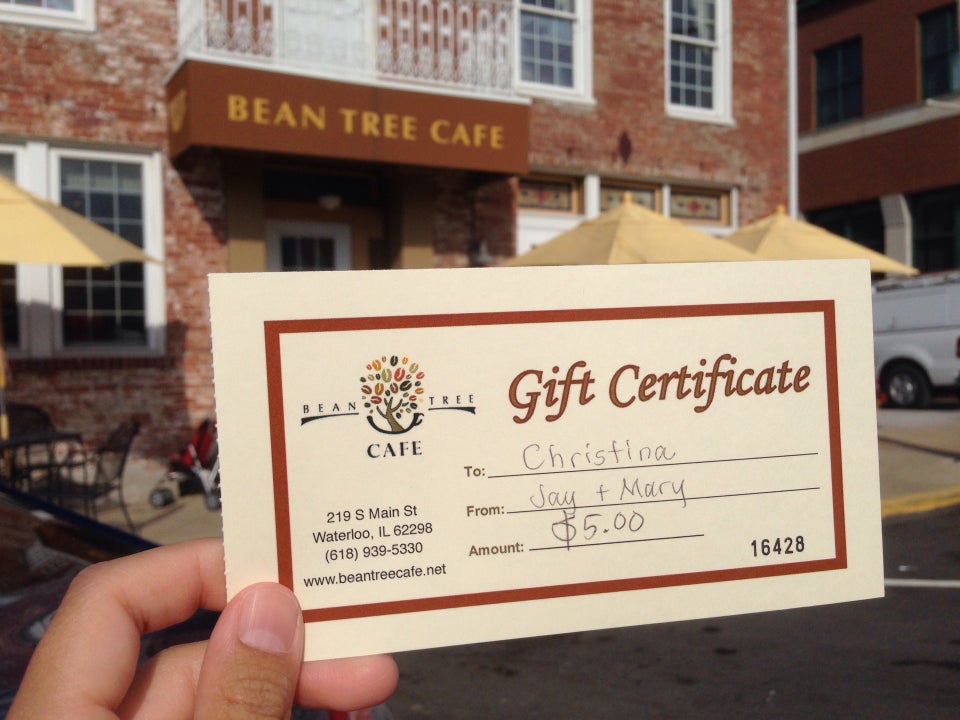 BEAN TREE CAFE
BEAN TREE
CAFE
Gift Certificate
To: Christina
From: Jay + Mary
Amount: $5.00
219 S Main St
Waterloo, IL 62298
(618) 939-5330
www.beantreecafe.net
16428